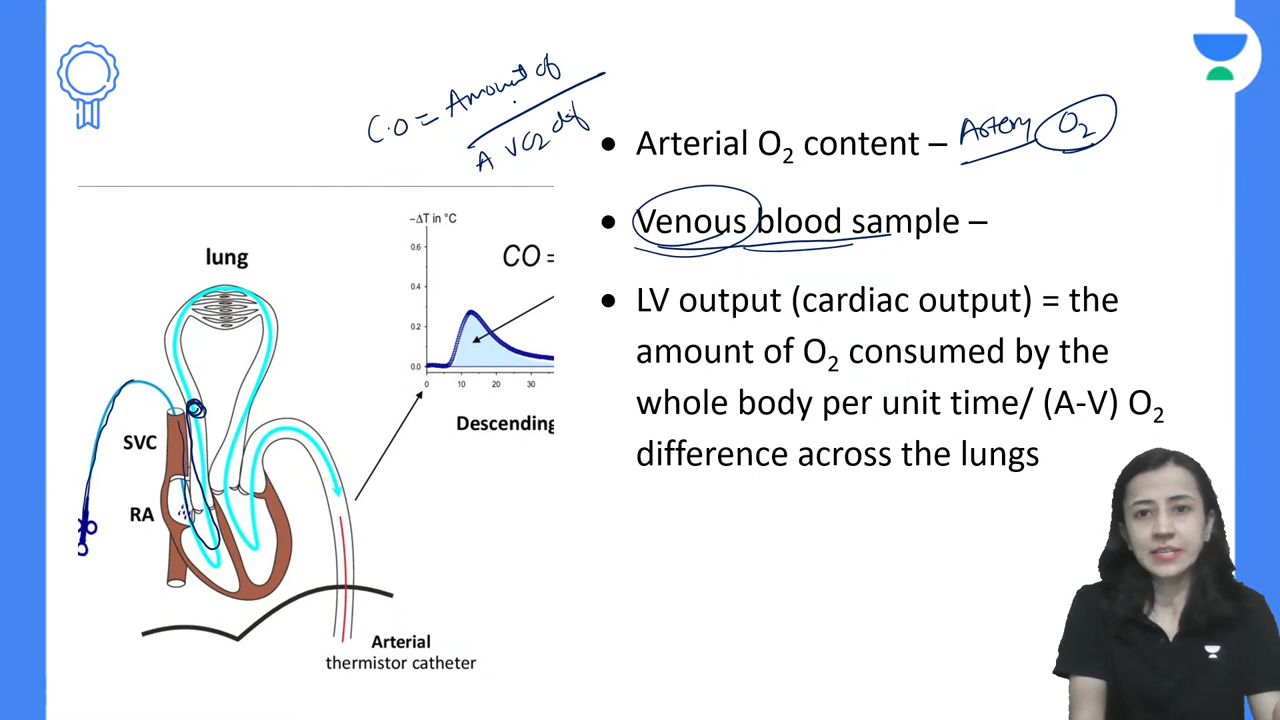 C.O = Amount of
A VO2 dif
• Arterial O₂ content – Artery O₂
• Venous blood sample –
• LV output (cardiac output) = the
amount of O₂ consumed by the
whole body per unit time/ (A-V) O₂
difference across the lungs
−ΔT in °C
CO =
0.6
0.4
0.2
0.0
0 10 20 30
Descending
lung
SVC
RA
Arterial
thermistor catheter